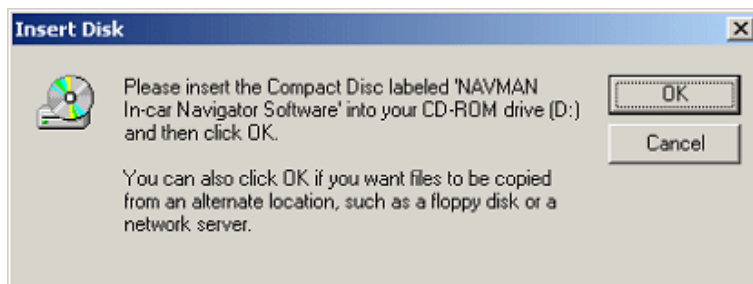 Insert Disk
Please insert the Compact Disc labeled 'NAVMAN
In-car Navigator Software' into your CD-ROM drive (D:)
and then click OK.
You can also click OK if you want files to be copied
from an alternate location, such as a floppy disk or a
network server.
OK
Cancel